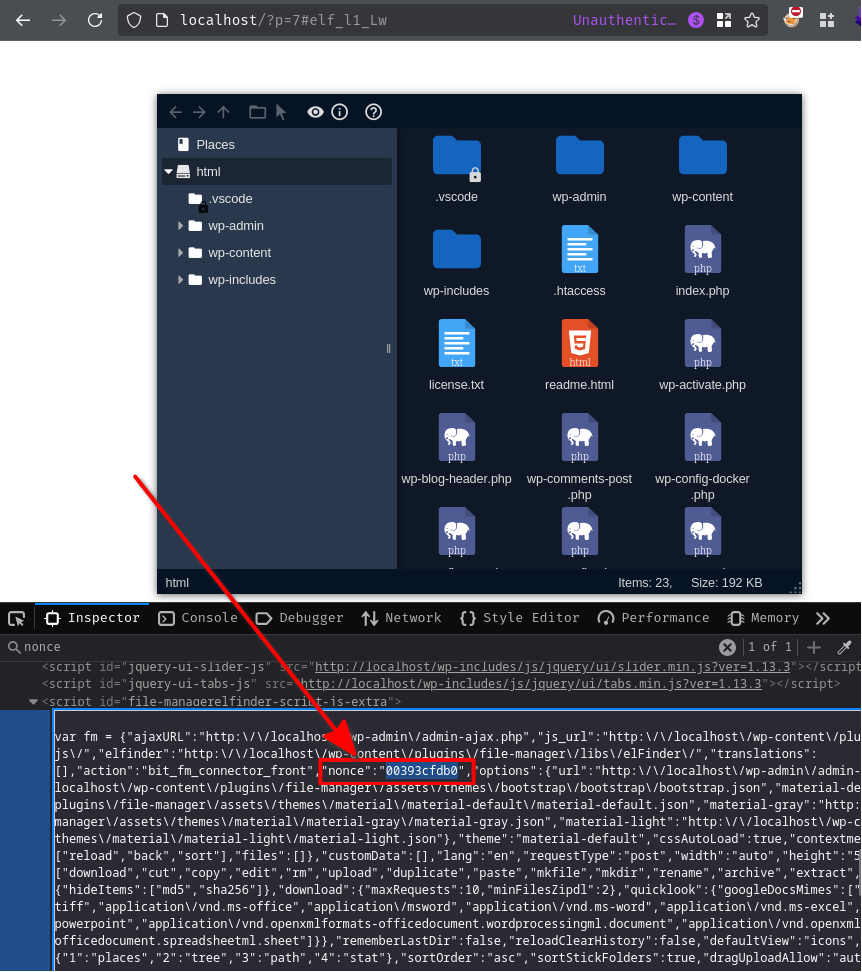 localhost/?p=7#elf_l1_Lw
Unauthentic…
Places
html
.vscode
wp-admin
wp-content
wp-includes
.vscode
wp-admin
wp-content
wp-includes
txt
.htaccess
php
index.php
txt
license.txt
html
readme.html
php
wp-activate.php
php
wp-blog-header.php
php
wp-comments-post
.php
php
wp-config-docker
.php
php
php
php
html
Items: 23,
Size: 192 KB
Inspector
Console
Debugger
Network
Style Editor
Performance
Memory
nonce
1 of 1
<script id="jquery-ui-slider-js" src="http://localhost/wp-includes/js/jquery/ui/slider.min.js?ver=1.13.3"></script
<script id="jquery-ui-tabs-js" src="http://localhost/wp-includes/js/jquery/ui/tabs.min.js?ver=1.13.3"></script>
<script id="file-managerelfinder-script-js-extra">
var fm = {"ajaxURL":"http:\/\/localhost\/wp-admin\/admin-ajax.php","js_url":"http:\/\/localhost\/wp-content\/plu
js\/","elfinder":"http:\/\/localhost\/wp-content\/plugins\/file-manager\/libs\/elFinder\/","translations":
[],"action":"bit_fm_connector_front","nonce":"00393cfdb0","options":{"url":"http:\/\/localhost\/wp-admin\/admin-
localhost\/wp-content\/plugins\/file-manager\/assets\/themes\/bootstrap\/bootstrap\/bootstrap.json","material-de
plugins\/file-manager\/assets\/themes\/material\/material-default\/material-default.json","material-gray":"http:
manager\/assets\/themes\/material\/material-gray\/material-gray.json","material-light":"http:\/\/localhost\/wp-c
themes\/material\/material-light\/material-light.json"},"theme":"material-default","cssAutoLoad":true,"contextme
["reload","back","sort"],"files":[]},"customData":[],"lang":"en","requestType":"post","width":"auto","height":"5
["download","cut","copy","edit","rm","upload","duplicate","paste","mkfile","mkdir","rename","archive","extract",
{"hideItems":["md5","sha256"]},"download":{"maxRequests":10,"minFilesZipdl":2},"quicklook":{"googleDocsMimes":["
tiff","application\/vnd.ms-office","application\/msword","application\/vnd.ms-word","application\/vnd.ms-excel",
powerpoint","application\/vnd.openxmlformats-officedocument.wordprocessingml.document","application\/vnd.openxml
officedocument.spreadsheetml.sheet"]}},"rememberLastDir":false,"reloadClearHistory":false,"defaultView":"icons",
{"1":"places","2":"tree","3":"path","4":"stat"},"sortOrder":"asc","sortStickFolders":true,"dragUploadAllow":"aut